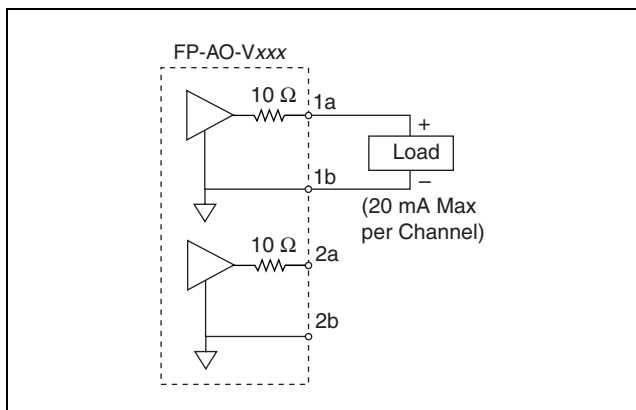 FP-AO-Vxxx
10 Ω
1a
+
Load
1b
–
(20 mA Max
per Channel)
10 Ω
2a
2b